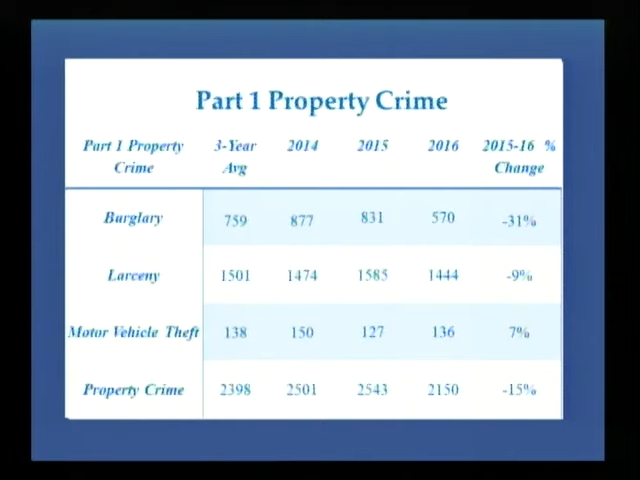 Part 1 Property Crime
Part 1 Property Crime 3-Year Avg 2014 2015 2016 2015-16 % Change
Burglary 759 877 831 570 -31%
Larceny 1501 1474 1585 1444 -9%
Motor Vehicle Theft 138 150 127 136 7%
Property Crime 2398 2501 2543 2150 -15%